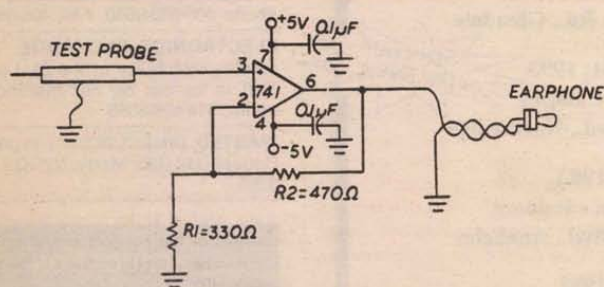 +5V
0.1µF
TEST PROBE
7
3
+
6
741
2
-
EARPHONE
0.1µF
4
-5V
R2=470Ω
R1=330Ω